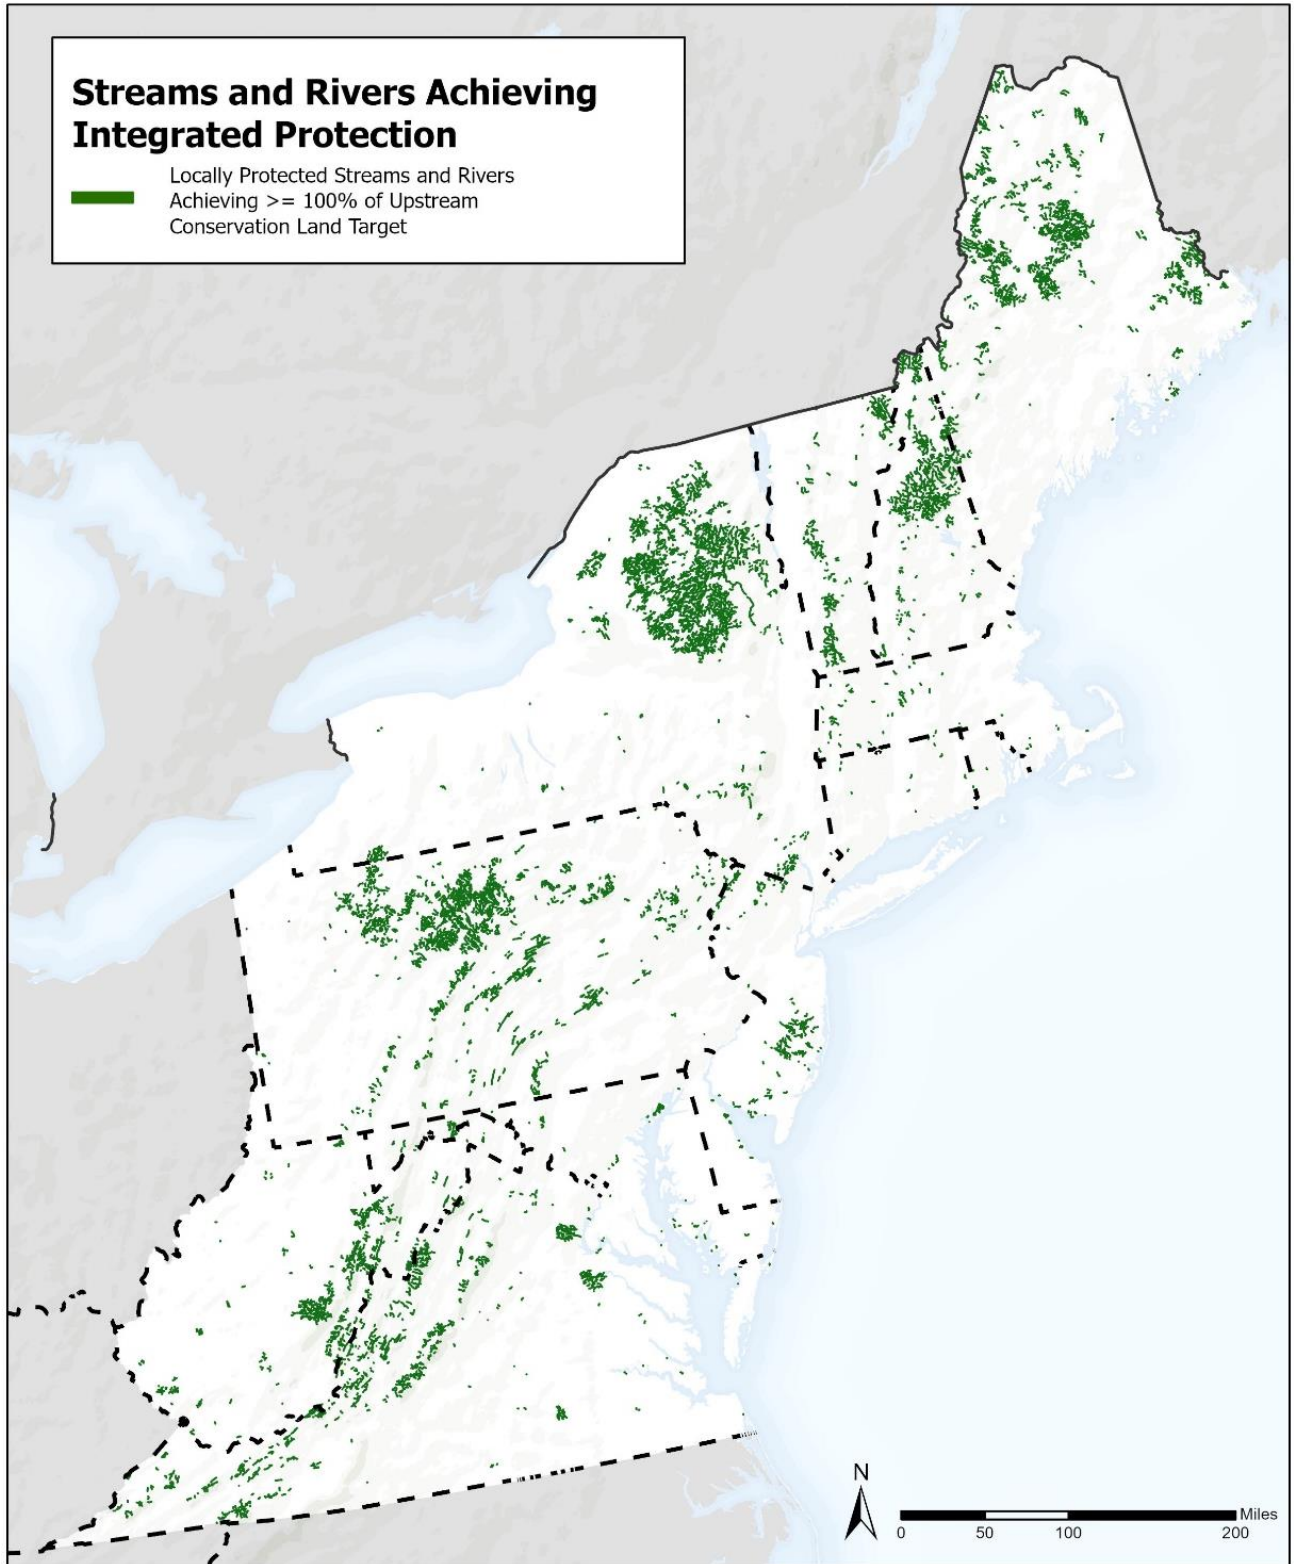 Streams and Rivers Achieving
Integrated Protection
Locally Protected Streams and Rivers
Achieving >= 100% of Upstream
Conservation Land Target
N
Miles
0 50 100 200